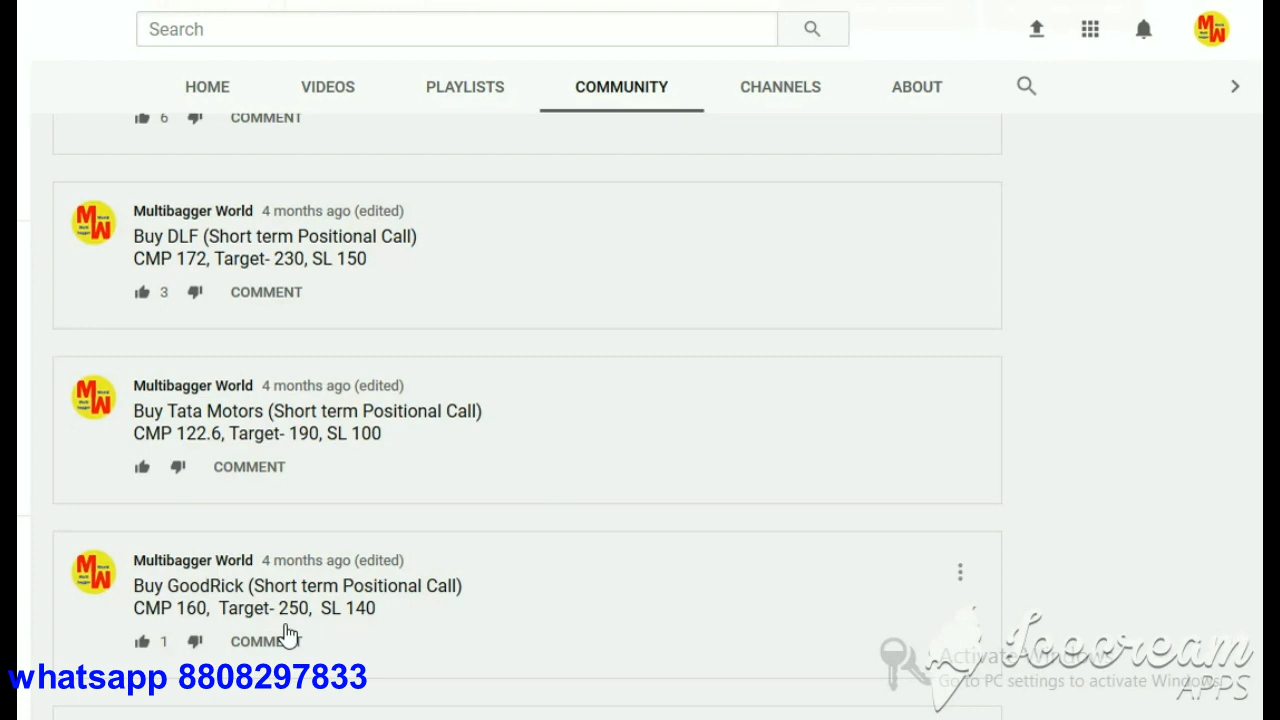 Search
HOME VIDEOS PLAYLISTS COMMUNITY CHANNELS ABOUT
6 COMMENT
Multibagger World 4 months ago (edited)
Buy DLF (Short term Positional Call)
CMP 172, Target- 230, SL 150
3 COMMENT
Multibagger World 4 months ago (edited)
Buy Tata Motors (Short term Positional Call)
CMP 122.6, Target- 190, SL 100
COMMENT
Multibagger World 4 months ago (edited)
Buy GoodRick (Short term Positional Call)
CMP 160, Target- 250, SL 140
1 COMMENT
whatsapp 8808297833
Activate Windows
Go to PC settings to activate Windows.
Icecream
APPS